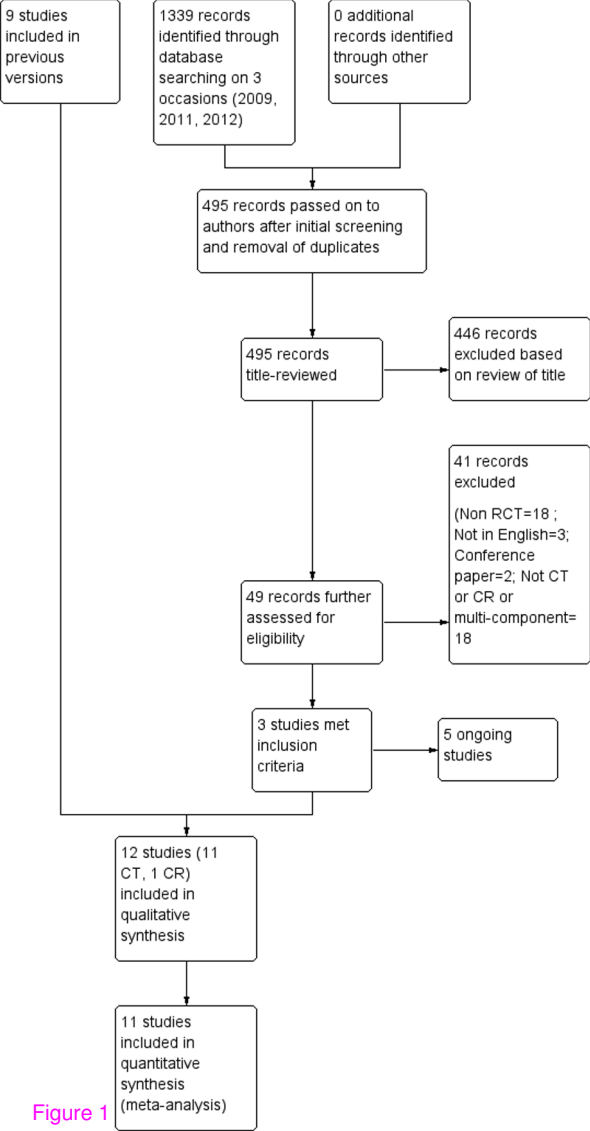 9 studies
included in
previous
versions
1339 records
identified through
database
searching on 3
occasions (2009,
2011, 2012)
0 additional
records identified
through other
sources
495 records passed on to
authors after initial screening
and removal of duplicates
495 records
title-reviewed
446 records
excluded based
on review of title
41 records
excluded
(Non RCT=18 ;
Not in English=3;
Conference
paper=2; Not CT
or CR or
multi-component=
18
49 records further
assessed for
eligibility
3 studies met
inclusion
criteria
5 ongoing
studies
12 studies (11
CT, 1 CR)
included in
qualitative
synthesis
11 studies
included in
quantitative
synthesis
(meta-analysis)
Figure 1